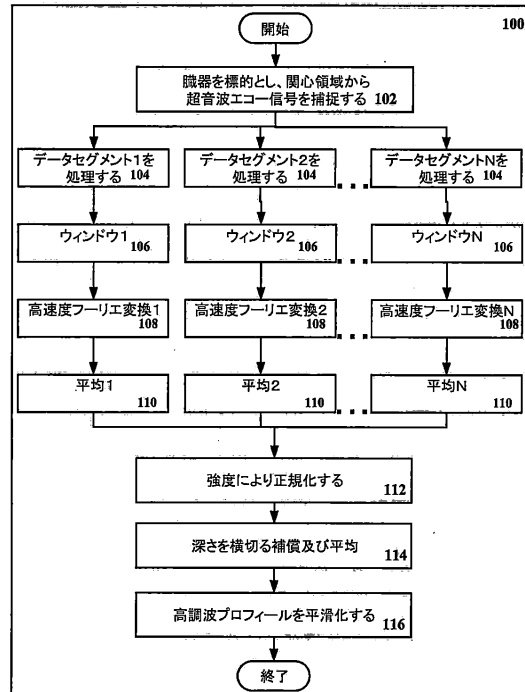 100
開始
臓器を標的とし、関心領域から
超音波エコー信号を捕捉する 102
データセグメント1を
処理する 104
データセグメント2を
処理する 104
データセグメントNを
処理する 104
ウィンドウ1
106
ウィンドウ2
106
ウィンドウN
106
高速度フーリエ変換1
108
高速度フーリエ変換2
108
高速度フーリエ変換N
108
平均1
110
平均2
110
平均N
110
強度により正規化する
112
深さを横切る補償及び平均
114
高調波プロフィールを平滑化する
116
終了